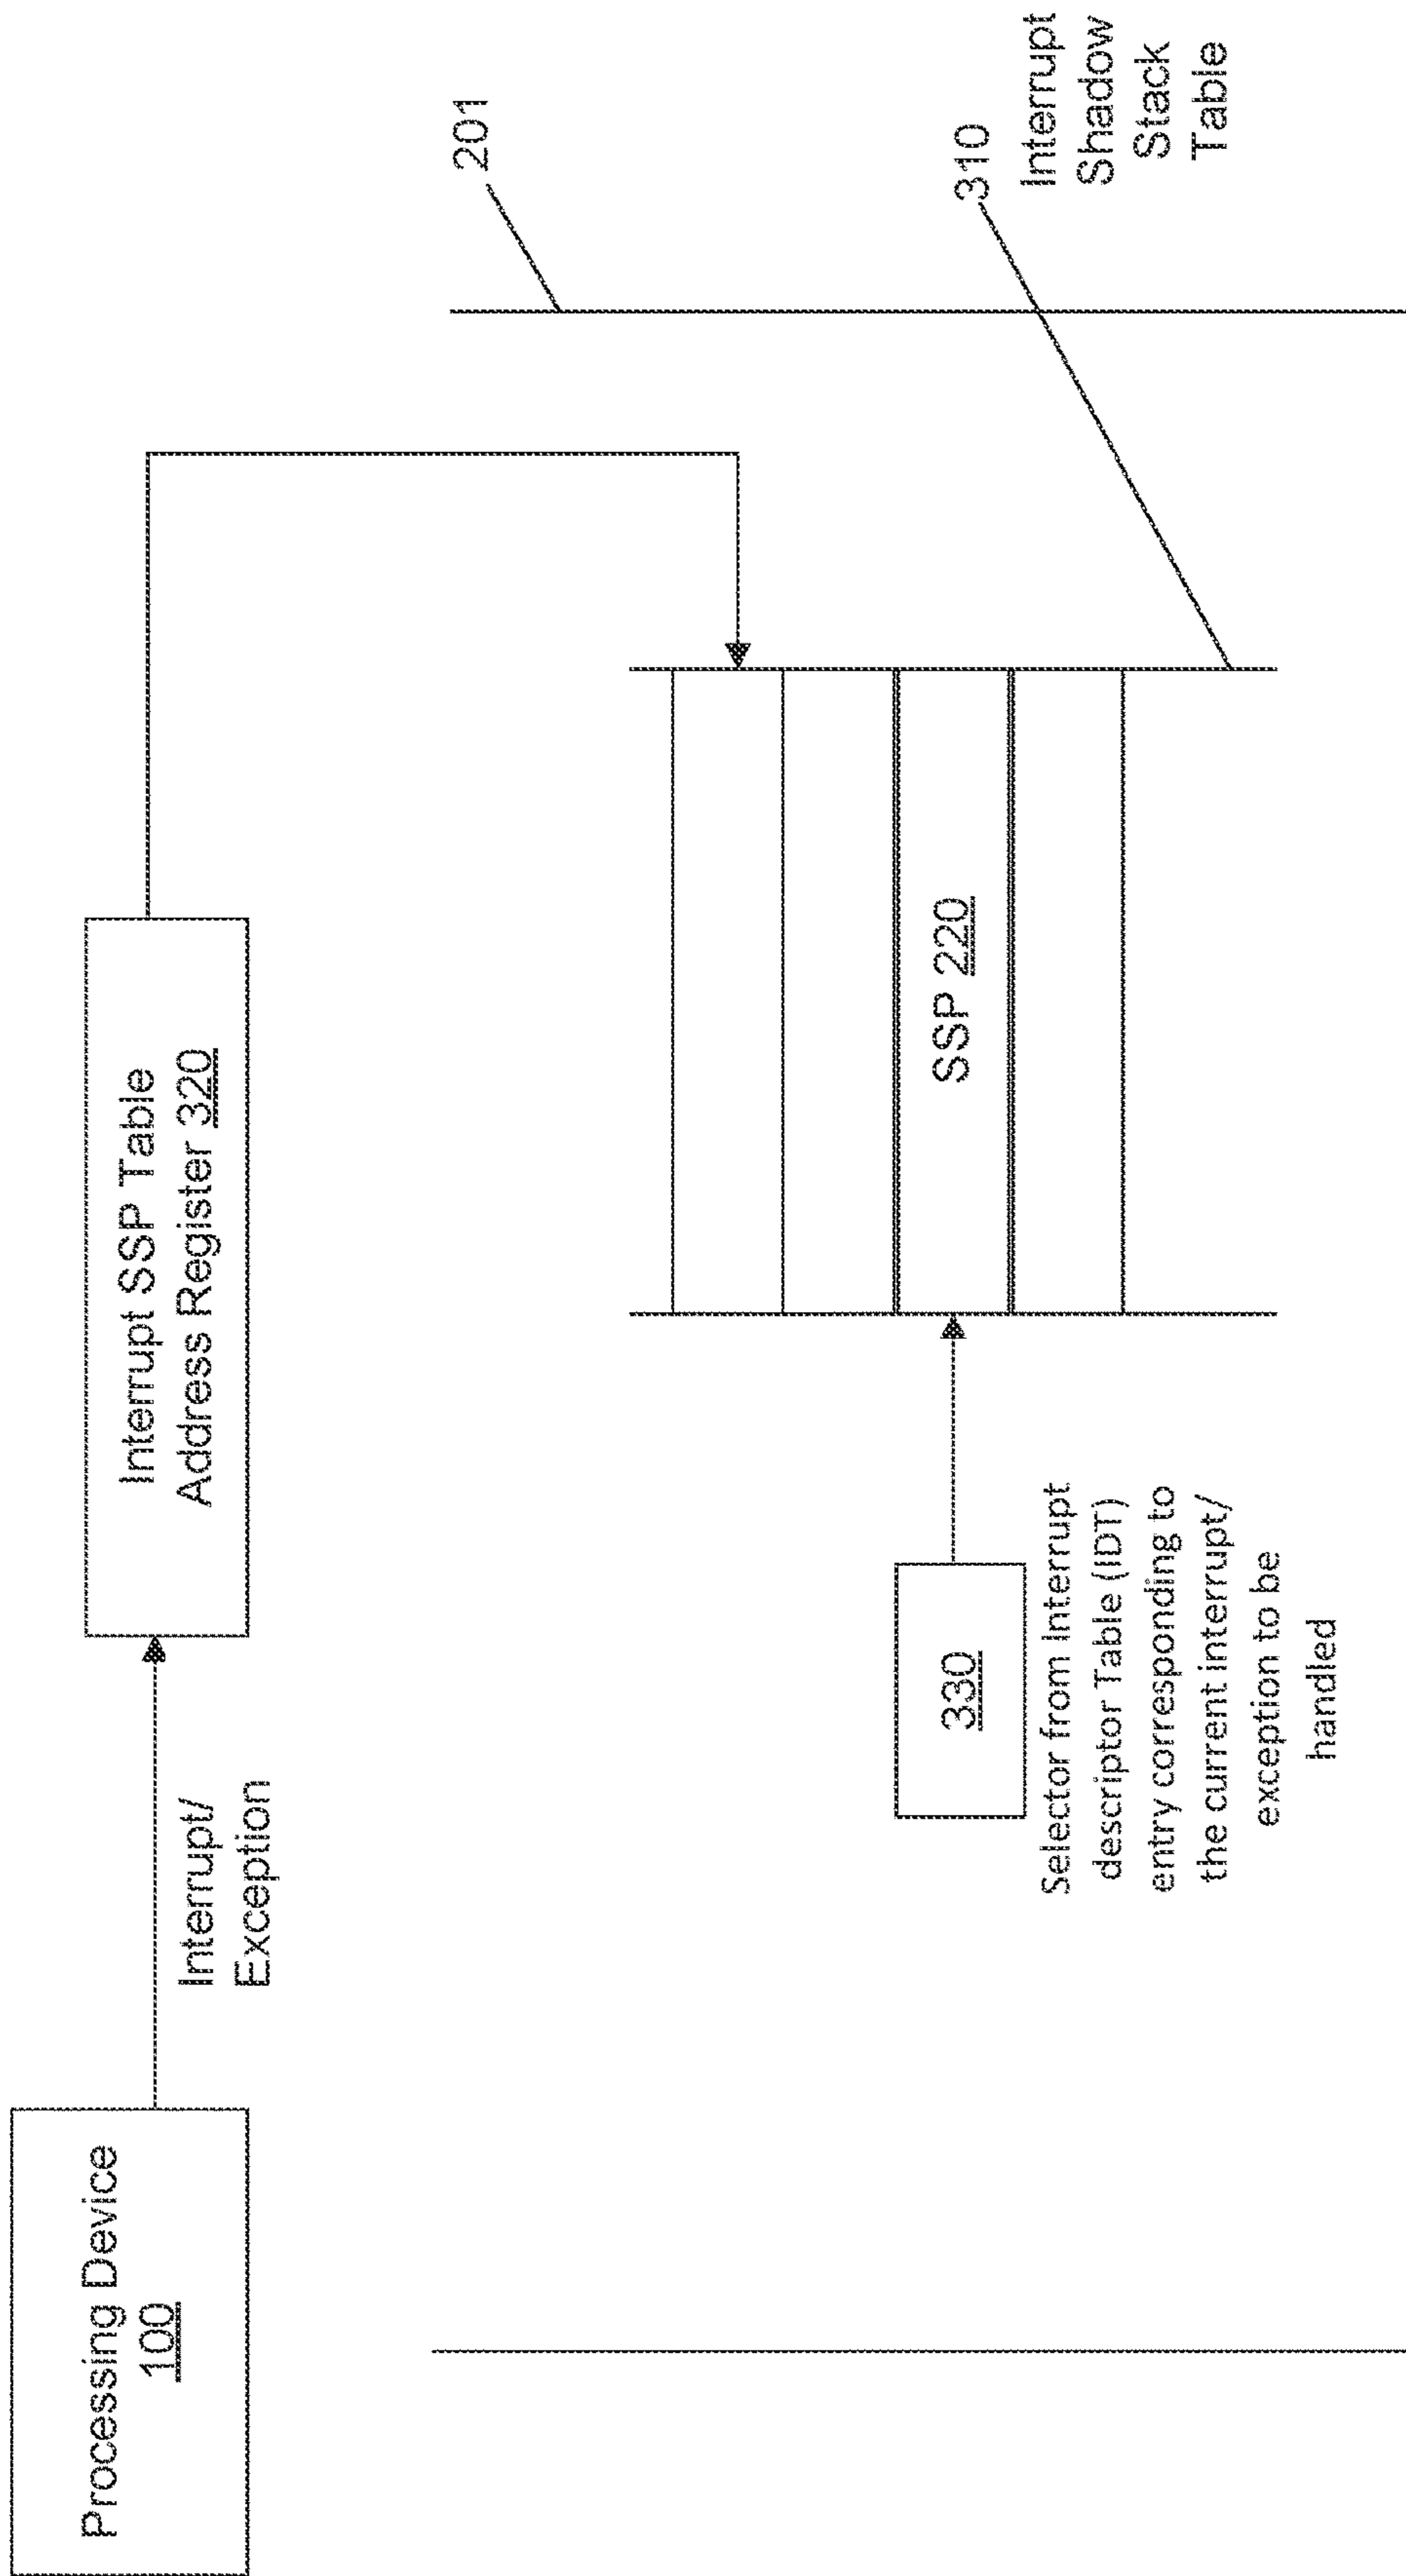 Processing Device
100
Interrupt/
Exception
Interrupt SSP Table
Address Register 320
201
310
Interrupt
Shadow
Stack
Table
SSP 220
330
Selector from Interrupt
descriptor Table (IDT)
entry corresponding to
the current interrupt/
exception to be
handled